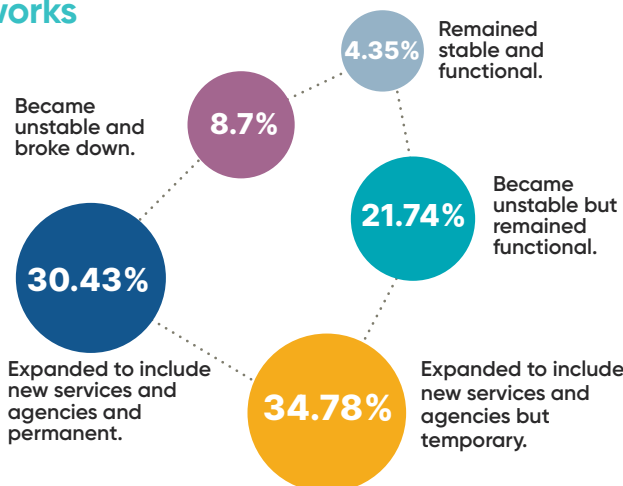 works
4.35%
Remained
stable and
functional.
8.7%
Became
unstable and
broke down.
21.74%
Became
unstable but
remained
functional.
30.43%
Expanded to include
new services and
agencies and
permanent.
34.78%
Expanded to include
new services and
agencies but
temporary.